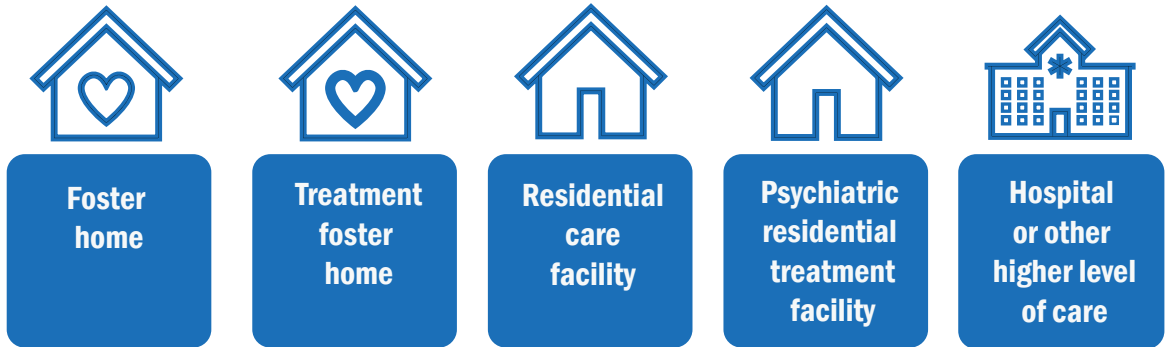 Foster
home
Treatment
foster
home
Residential
care
facility
Psychiatric
residential
treatment
facility
Hospital
or other
higher level
of care